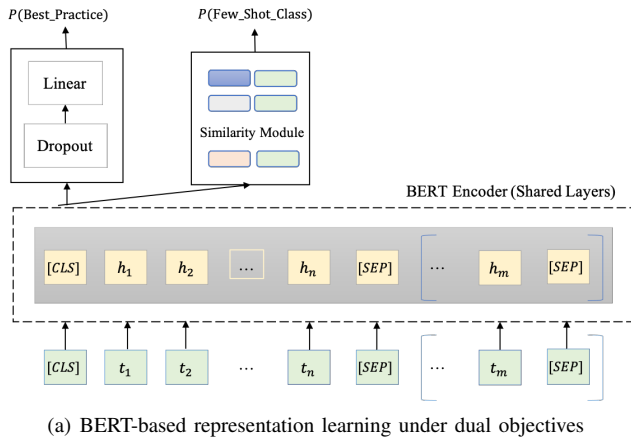 P(Best_Practice) P(Few_Shot_Class)
Linear
Dropout
Similarity Module
BERT Encoder (Shared Layers)
[CLS] h₁ h₂ ... hₙ [SEP] ... hₘ [SEP]
[CLS] t₁ t₂ ... tₙ [SEP] ... tₘ [SEP]
(a) BERT-based representation learning under dual objectives